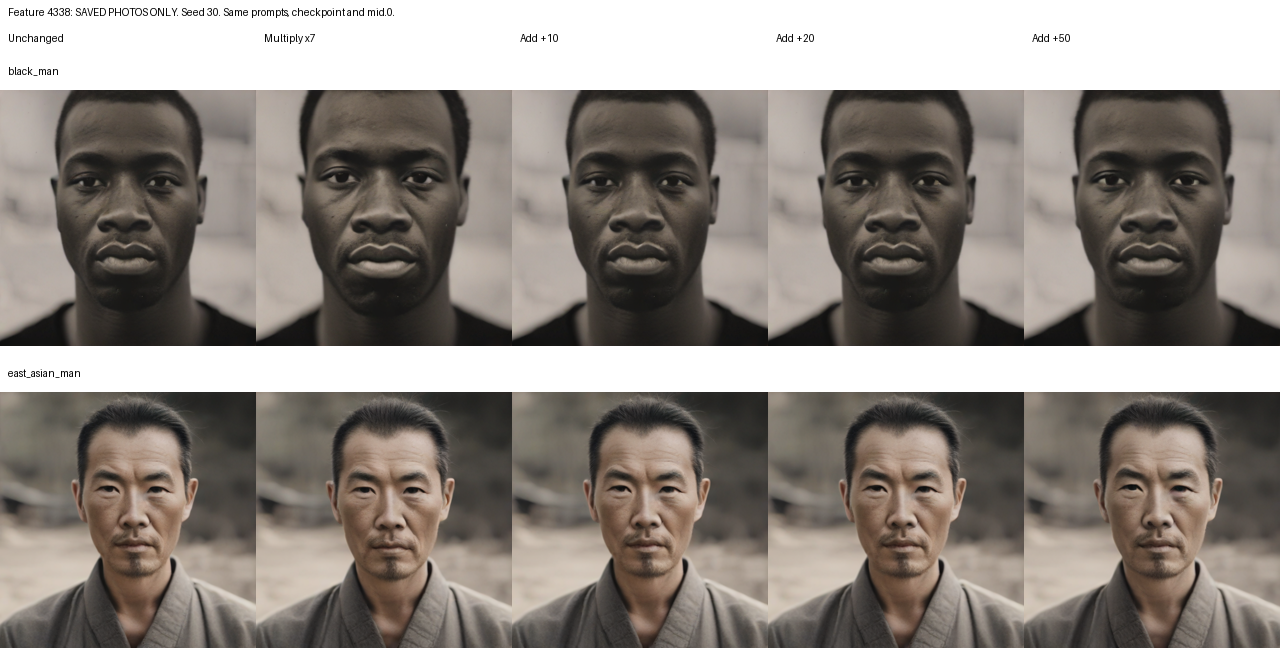 Feature 4338: SAVED PHOTOS ONLY. Seed 30. Same prompts, checkpoint and mid.0.
Unchanged Multiply x7 Add +10 Add +20 Add +50
black_man
east_asian_man